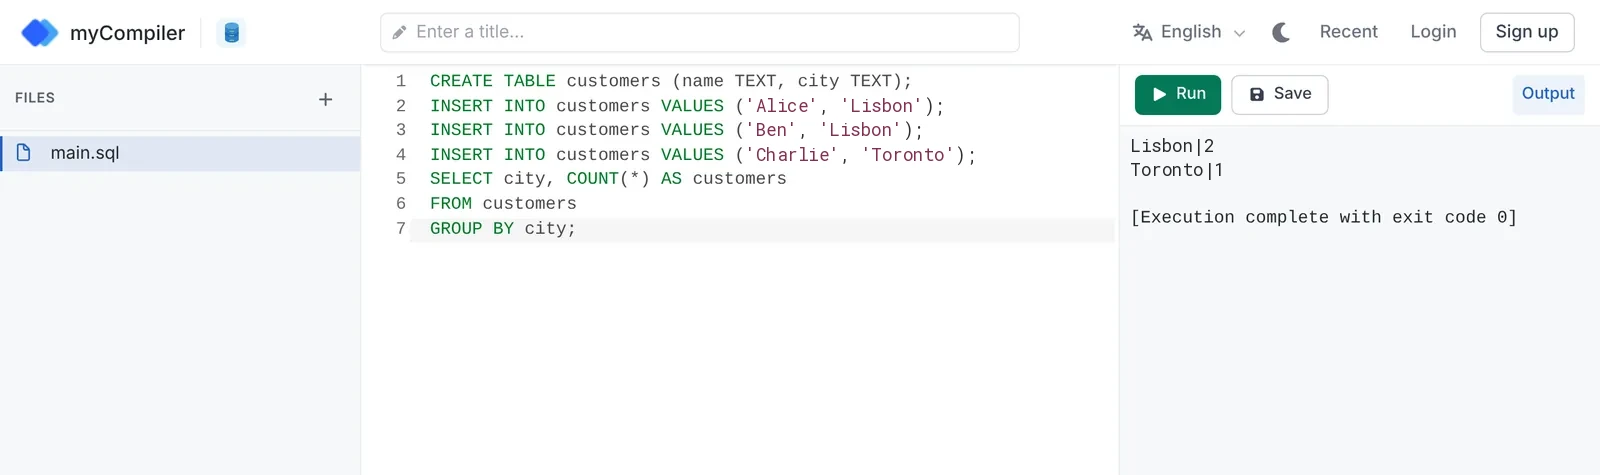 myCompiler
Enter a title...
English
Recent
Login
Sign up
FILES
+
main.sql
1 CREATE TABLE customers (name TEXT, city TEXT);
2 INSERT INTO customers VALUES ('Alice', 'Lisbon');
3 INSERT INTO customers VALUES ('Ben', 'Lisbon');
4 INSERT INTO customers VALUES ('Charlie', 'Toronto');
5 SELECT city, COUNT(*) AS customers
6 FROM customers
7 GROUP BY city;
Run
Save
Output
Lisbon|2
Toronto|1
[Execution complete with exit code 0]